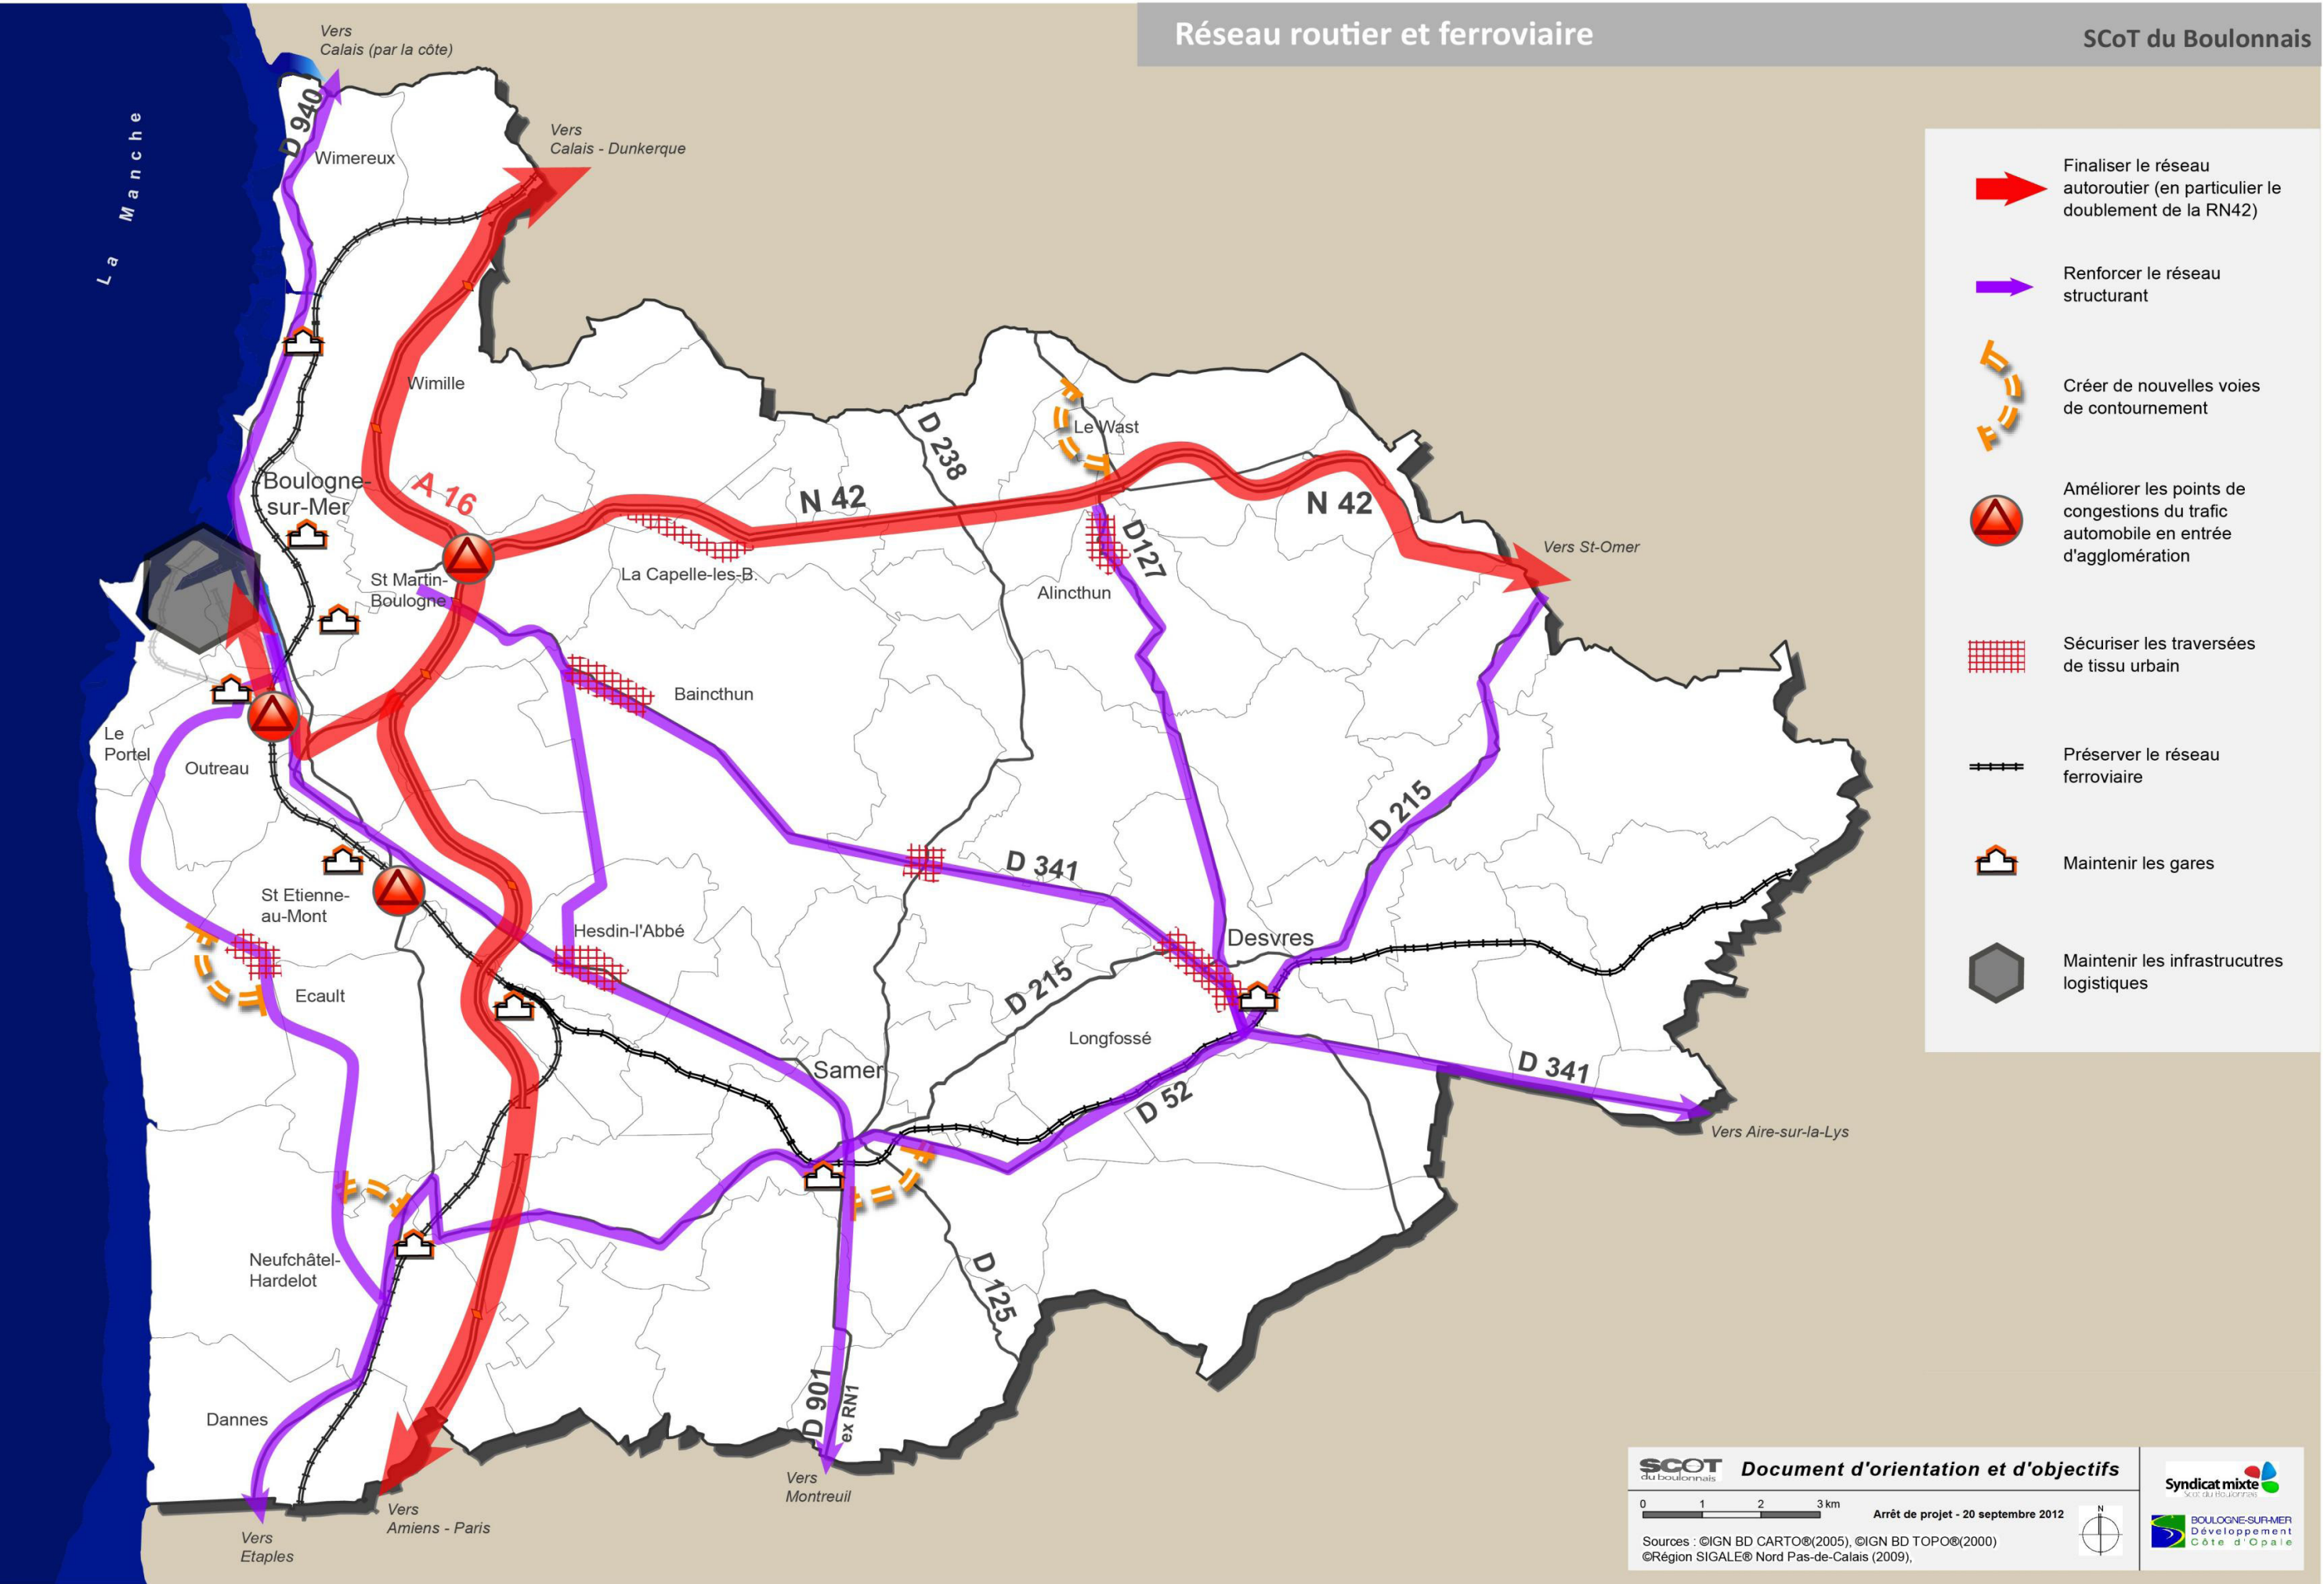 Réseau routier et ferroviaire
SCoT du Boulonnais
Vers
Calais (par la côte)
La Manche
D 940
Wimereux
Vers
Calais - Dunkerque
Wimille
Boulogne-
sur-Mer
A 16
St Martin-
Boulogne
La Capelle-les-B.
N 42
D 238
Le Wast
N 42
D127
Alincthun
Vers St-Omer
Baincthun
Le
Portel
Outreau
D 215
D 341
St Etienne-
au-Mont
Hesdin-l'Abbé
Desvres
Ecault
D 215
Longfossé
Samer
D 52
D 341
Vers Aire-sur-la-Lys
Neufchâtel-
Hardelot
D 125
Dannes
D 901
ex RN1
Vers
Montreuil
Vers
Amiens - Paris
Vers
Etaples
Finaliser le réseau
autoroutier (en particulier le
doublement de la RN42)
Renforcer le réseau
structurant
Créer de nouvelles voies
de contournement
Améliorer les points de
congestions du trafic
automobile en entrée
d'agglomération
Sécuriser les traversées
de tissu urbain
Préserver le réseau
ferroviaire
Maintenir les gares
Maintenir les infrastrucutres
logistiques
SCOT
du boulonnais
Document d'orientation et d'objectifs
0 1 2 3 km
Arrêt de projet - 20 septembre 2012
N
Sources : ©IGN BD CARTO®(2005), ©IGN BD TOPO®(2000)
©Région SIGALE® Nord Pas-de-Calais (2009),
Syndicat mixte
Scot du Boulonnais
BOULOGNE-SUR-MER
Développement
Côte d'Opale